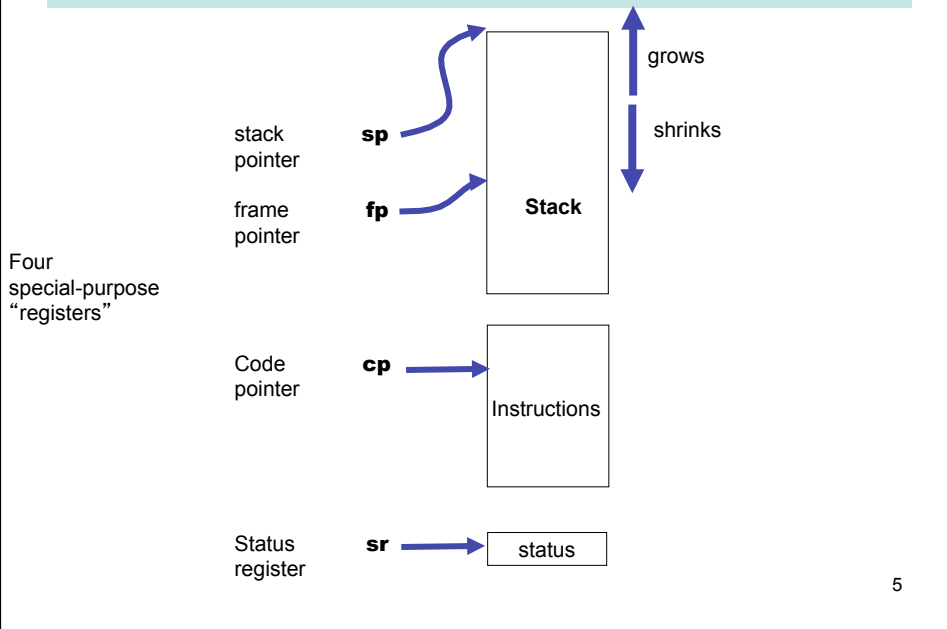 grows
shrinks
stack
pointer
sp
frame
pointer
fp
Stack
Four
special-purpose
“registers”
Code
pointer
cp
Instructions
Status
register
sr
status
5